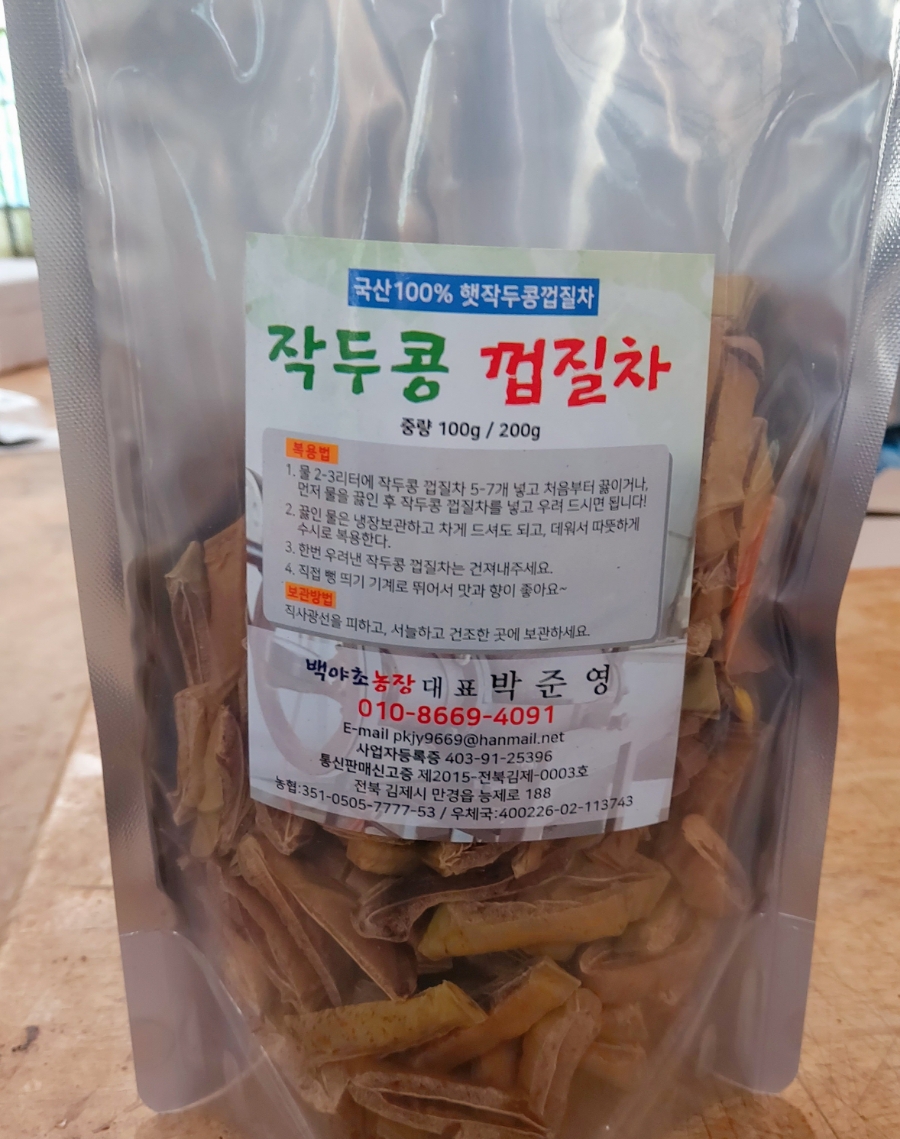 국산100% 햇작두콩껍질차
작두콩 껍질차
중량 100g / 200g
복용법
1. 물 2-3리터에 작두콩 껍질차 5-7개 넣고 처음부터 끓이거나,
먼저 물을 끓인 후 작두콩 껍질차를 넣고 우려 드시면 됩니다!
2. 끓인 물은 냉장보관하고 차게 드셔도 되고, 데워서 따뜻하게
수시로 복용한다.
3. 한번 우려낸 작두콩 껍질차는 건져내주세요.
4. 직접 뻥 띄기 기계로 뛰어서 맛과 향이 좋아요~
보관방법
직사광선을 피하고, 서늘하고 건조한 곳에 보관하세요.
백야초농장 대표 박준영
010-8669-4091
E-mail pkjy9669@hanmail.net
사업자등록증 403-91-25396
통신판매신고증 제2015-전북김제-0003호
전북 김제시 만경읍 능제로 188
농협:351-0505-7777-53 / 우체국:400226-02-113743